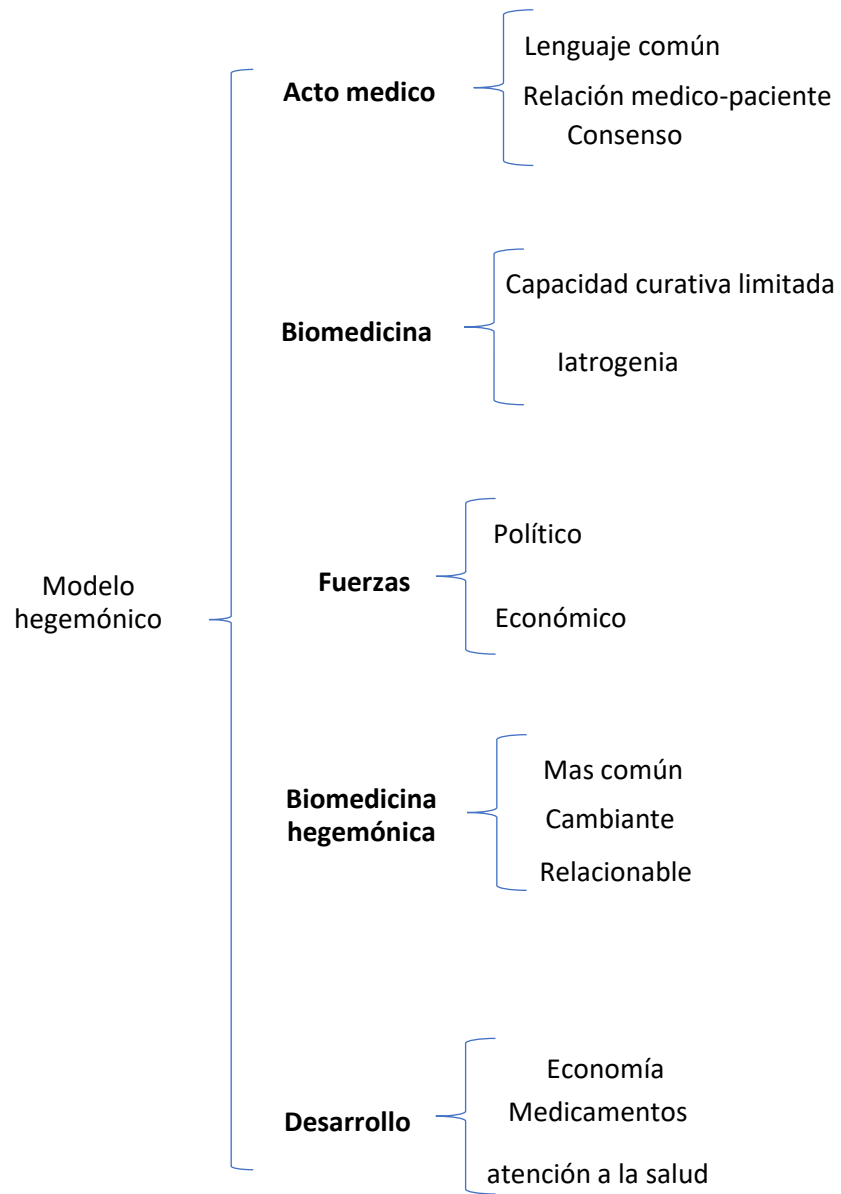 Modelo
hegemónico
Acto medico
Lenguaje común
Relación medico-paciente
Consenso
Biomedicina
Capacidad curativa limitada
Iatrogenia
Fuerzas
Político
Económico
Biomedicina
hegemónica
Mas común
Cambiante
Relacionable
Desarrollo
Economía
Medicamentos
atención a la salud